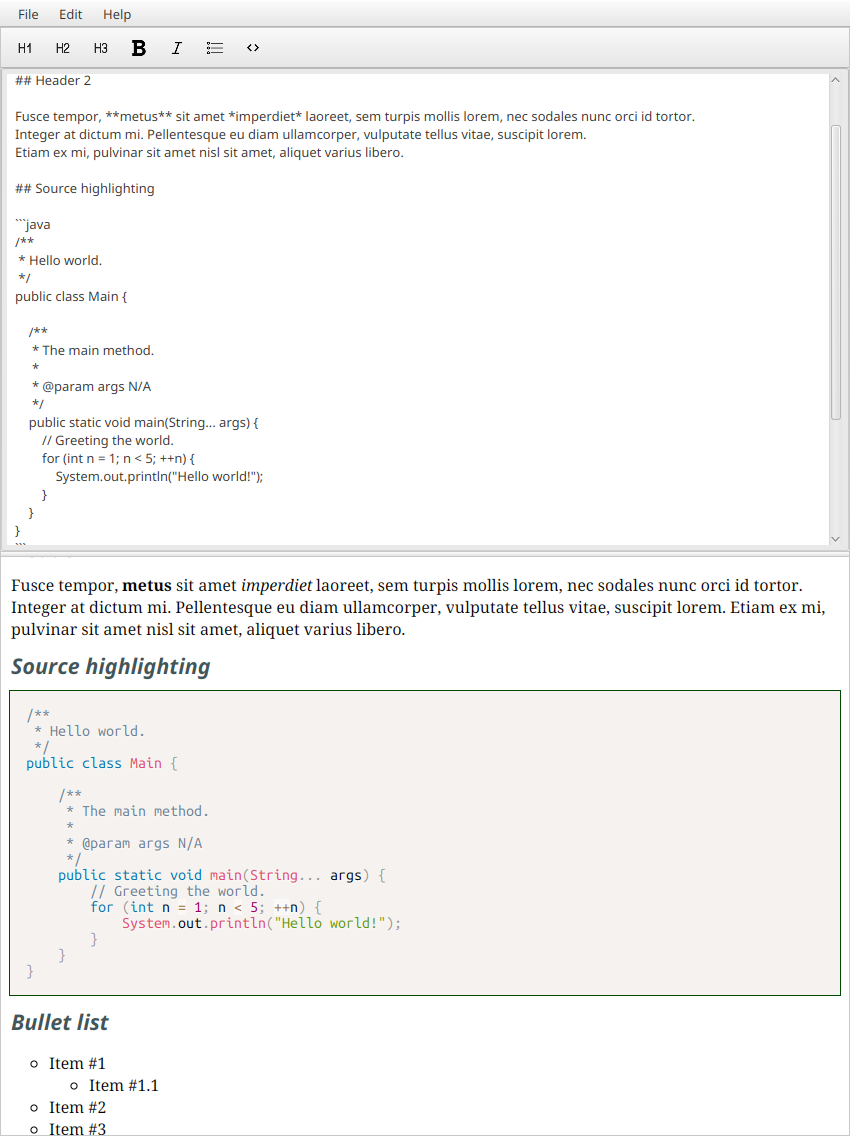 File Edit Help
H1 H2 H3 B I <>
## Header 2
Fusce tempor, **metus** sit amet *imperdiet* laoreet, sem turpis mollis lorem, nec sodales nunc orci id tortor.
Integer at dictum mi. Pellentesque eu diam ullamcorper, vulputate tellus vitae, suscipit lorem.
Etiam ex mi, pulvinar sit amet nisl sit amet, aliquet varius libero.
## Source highlighting
```java
/**
 * Hello world.
 */
public class Main {
    /**
     * The main method.
     *
     * @param args N/A
     */
    public static void main(String... args) {
        // Greeting the world.
        for (int n = 1; n < 5; ++n) {
            System.out.println("Hello world!");
        }
    }
}
```
Fusce tempor, metus sit amet imperdiet laoreet, sem turpis mollis lorem, nec sodales nunc orci id tortor.
Integer at dictum mi. Pellentesque eu diam ullamcorper, vulputate tellus vitae, suscipit lorem. Etiam ex mi,
pulvinar sit amet nisl sit amet, aliquet varius libero.
Source highlighting
/**
 * Hello world.
 */
public class Main {
    /**
     * The main method.
     *
     * @param args N/A
     */
    public static void main(String... args) {
        // Greeting the world.
        for (int n = 1; n < 5; ++n) {
            System.out.println("Hello world!");
        }
    }
}
Bullet list
Item #1
Item #1.1
Item #2
Item #3